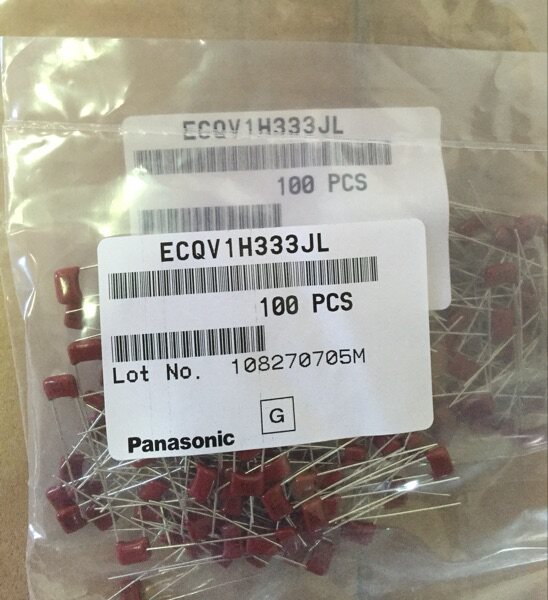 ECQV1H333JL
100 PCS
ECQV1H333JL
100 PCS
Lot No. 108270705M
G
Panasonic